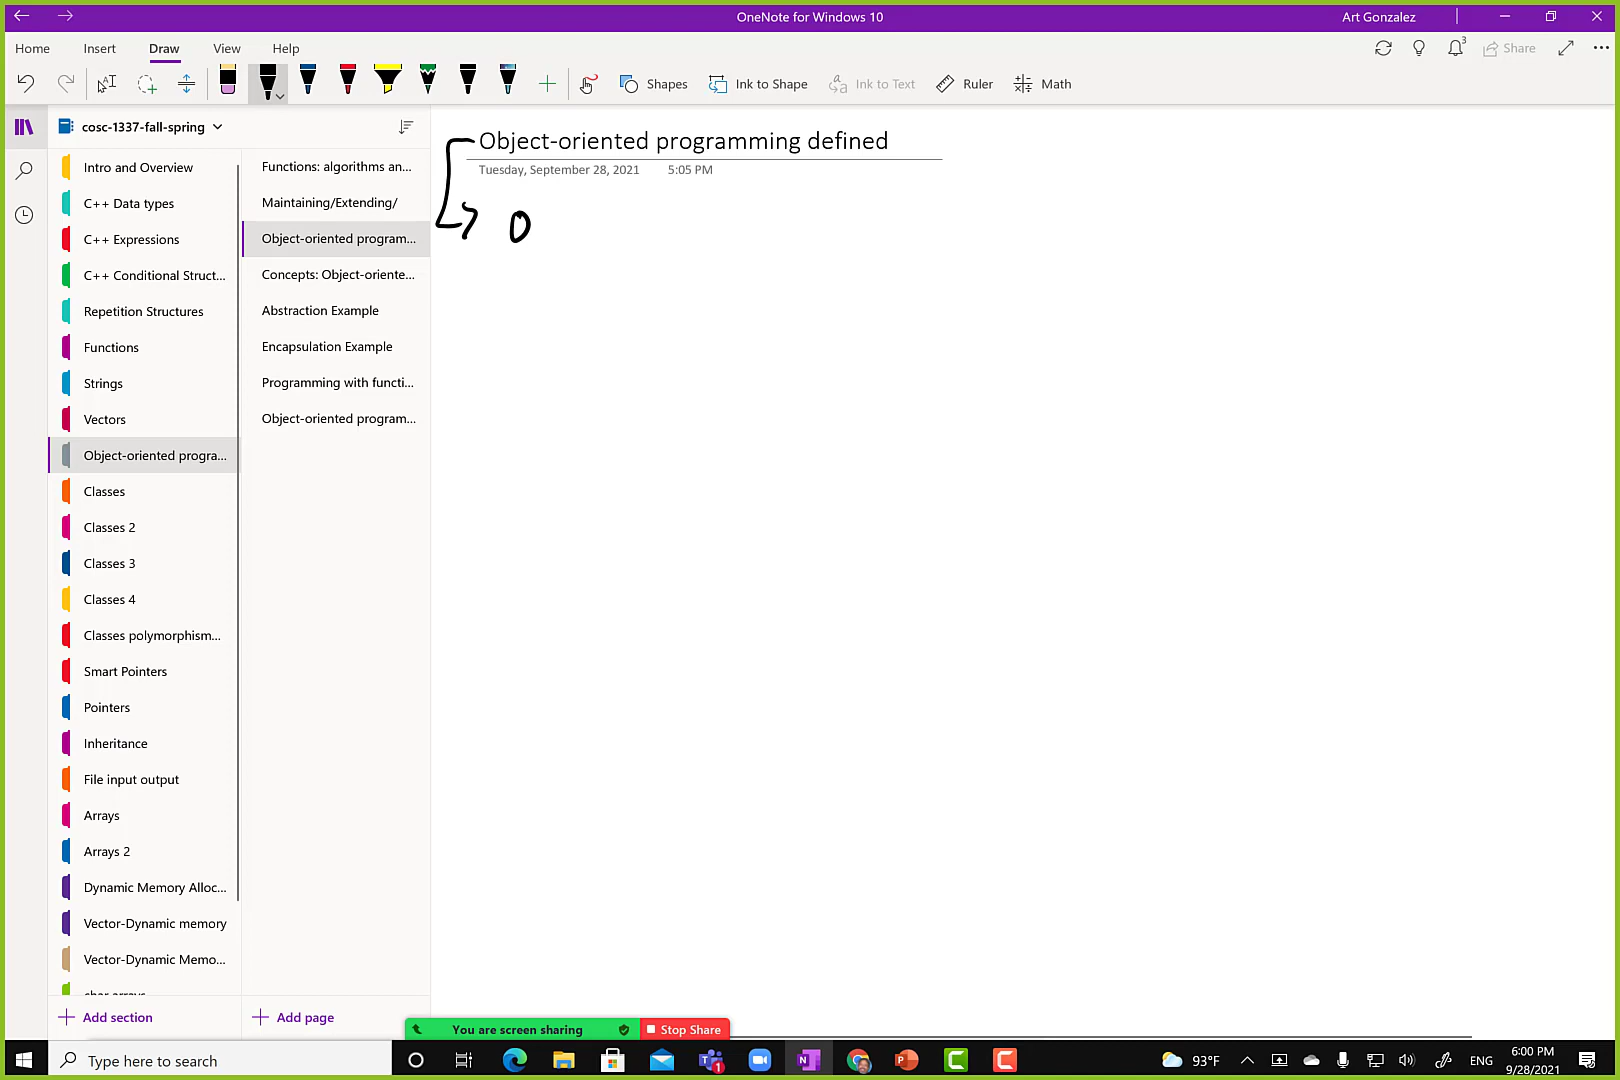 OneNote for Windows 10
Art Gonzalez
Home Insert Draw View Help
3
Share
Shapes
Ink to Shape
Ink to Text
Ruler
Math
cosc-1337-fall-spring
Intro and Overview
C++ Data types
C++ Expressions
C++ Conditional Struct...
Repetition Structures
Functions
Strings
Vectors
Object-oriented progra...
Classes
Classes 2
Classes 3
Classes 4
Classes polymorphism...
Smart Pointers
Pointers
Inheritance
File input output
Arrays
Arrays 2
Dynamic Memory Alloc...
Vector-Dynamic memory
Vector-Dynamic Memo...
Add section
Functions: algorithms an...
Maintaining/Extending/
Object-oriented program...
Concepts: Object-oriente...
Abstraction Example
Encapsulation Example
Programming with functi...
Object-oriented program...
Add page
Object-oriented programming defined
Tuesday, September 28, 2021 5:05 PM
O
You are screen sharing
Stop Share
Type here to search
1
93°F
ENG
6:00 PM
9/28/2021